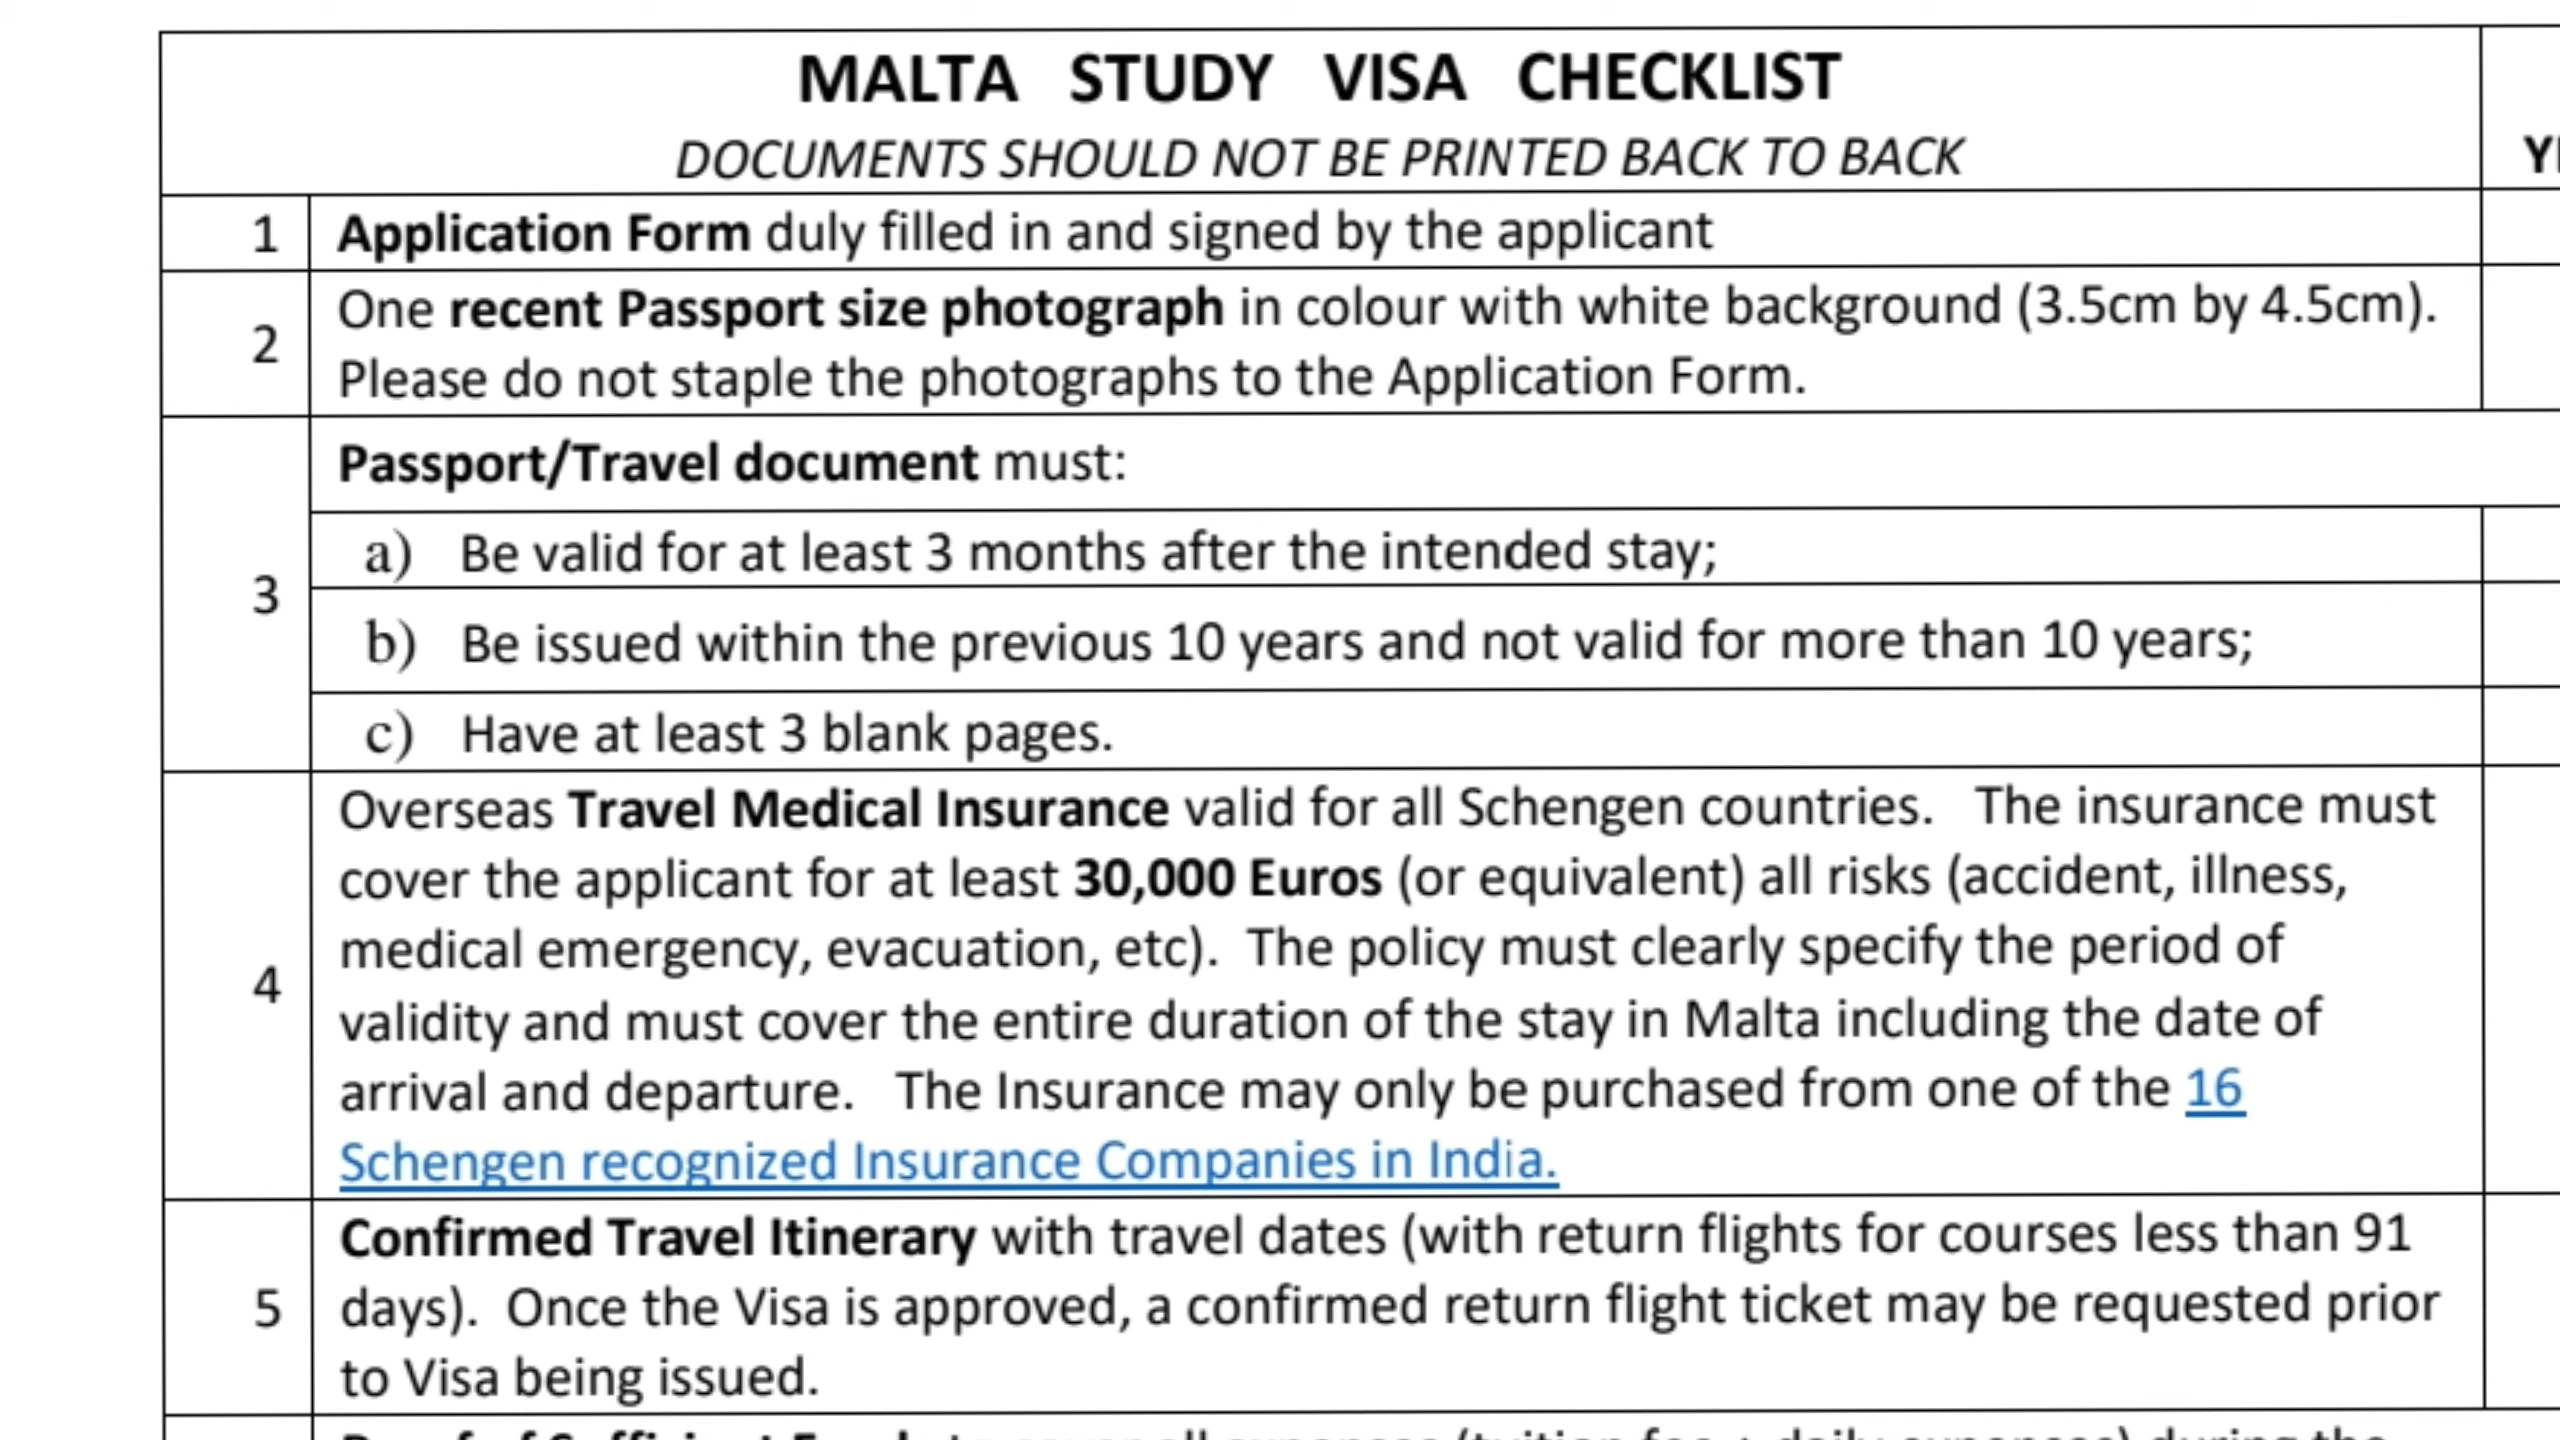 MALTA STUDY VISA CHECKLIST
DOCUMENTS SHOULD NOT BE PRINTED BACK TO BACK
1 Application Form duly filled in and signed by the applicant
2 One recent Passport size photograph in colour with white background (3.5cm by 4.5cm).
Please do not staple the photographs to the Application Form.
3 Passport/Travel document must:
a) Be valid for at least 3 months after the intended stay;
b) Be issued within the previous 10 years and not valid for more than 10 years;
c) Have at least 3 blank pages.
4 Overseas Travel Medical Insurance valid for all Schengen countries. The insurance must
cover the applicant for at least 30,000 Euros (or equivalent) all risks (accident, illness,
medical emergency, evacuation, etc). The policy must clearly specify the period of
validity and must cover the entire duration of the stay in Malta including the date of
arrival and departure. The Insurance may only be purchased from one of the 16
Schengen recognized Insurance Companies in India.
5 Confirmed Travel Itinerary with travel dates (with return flights for courses less than 91
days). Once the Visa is approved, a confirmed return flight ticket may be requested prior
to Visa being issued.